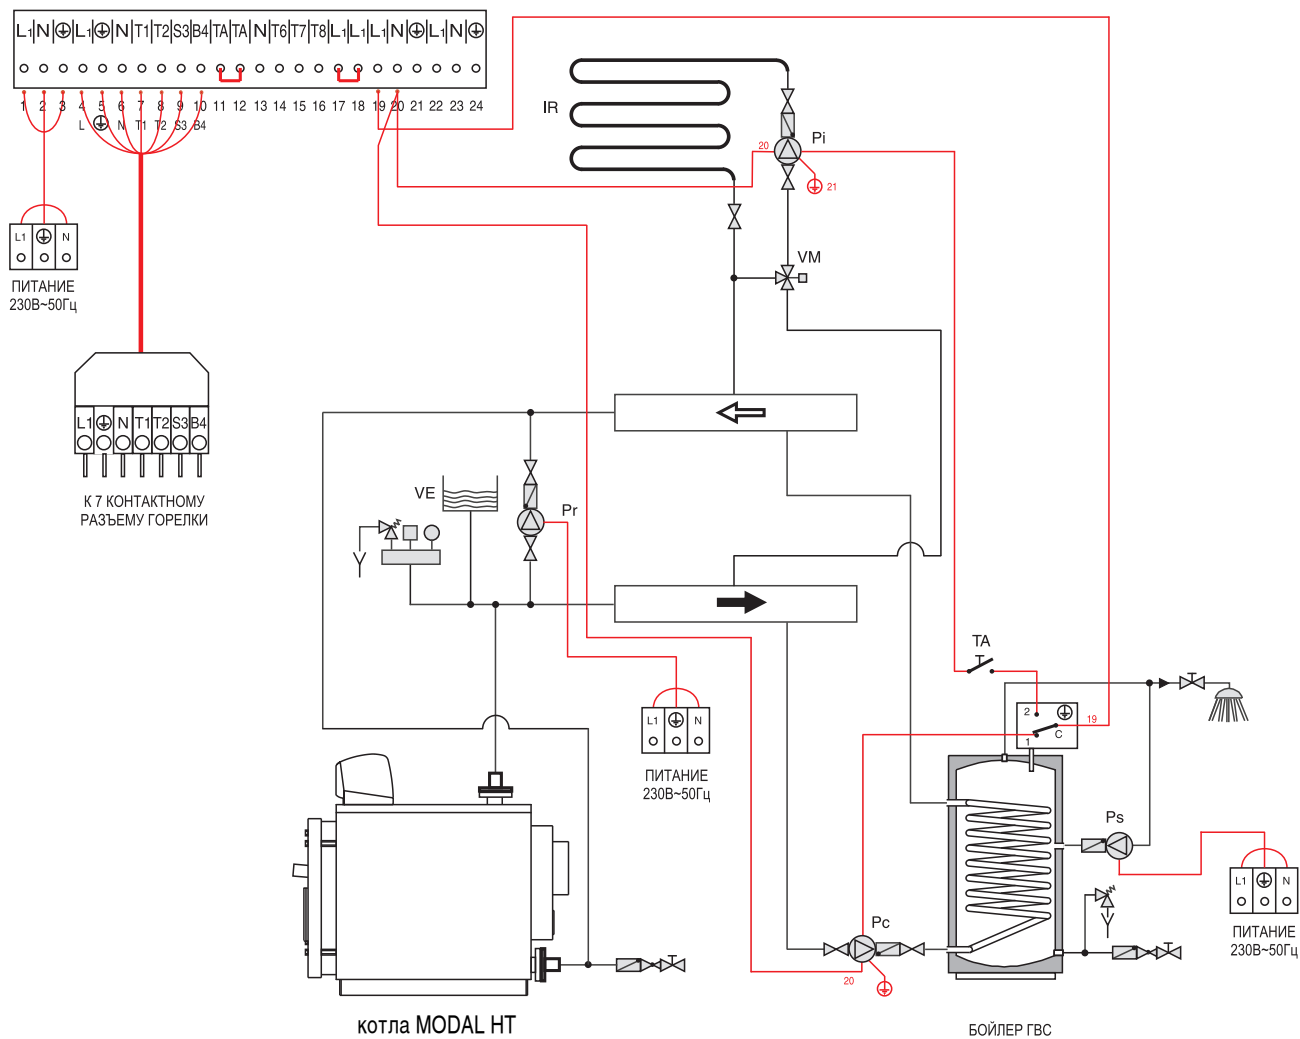 L1 N ⏚ L1 ⏚ N T1 T2 S3 B4 TA TA N T6 T7 T8 L1 L1 L1 N ⏚ L1 N ⏚
1 2 3 4 5 6 7 8 9 10 11 12 13 14 15 16 17 18 19 20 21 22 23 24
L ⏚ N T1 T2 S3 B4
IR
Pi
20
21
VM
L1 ⏚ N
ПИТАНИЕ
230В~50Гц
L1 ⏚ N T1 T2 S3 B4
К 7 КОНТАКТНОМУ
РАЗЪЕМУ ГОРЕЛКИ
VE
Pr
TA
2 ⏚
19
1 C
L1 ⏚ N
ПИТАНИЕ
230В~50Гц
Ps
L1 ⏚ N
ПИТАНИЕ
230В~50Гц
Pc
20
котла MODAL HT
БОЙЛЕР ГВС